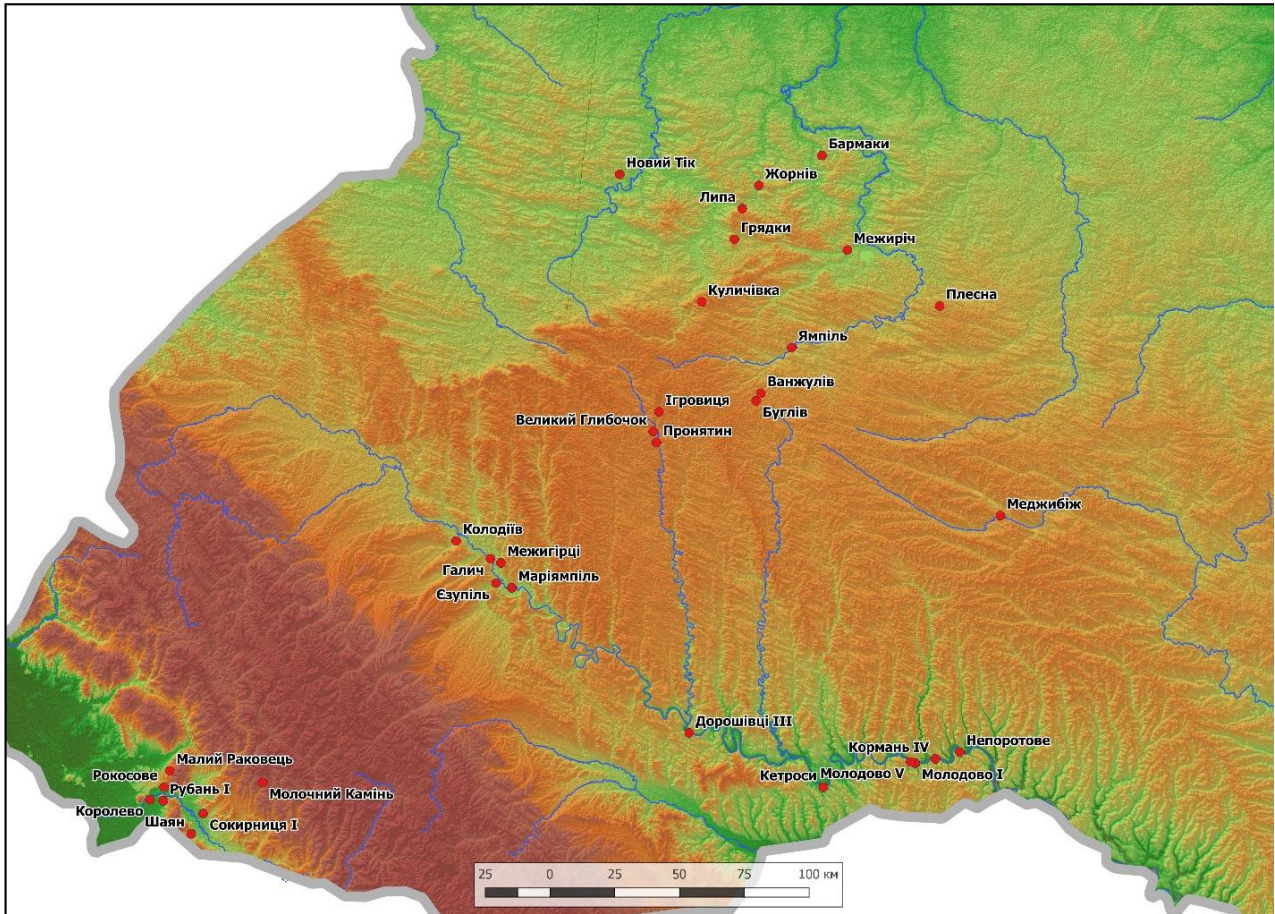 Бармаки
Новий Тік
Жорнів
Липа
Грядки
Межиріч
Куличівка
Плесна
Ямпіль
Ванжулів
Ігровиця
Буглів
Великий Глибочок
Пронятин
Меджибіж
Колодіїв
Межигірці
Галич
Маріямпіль
Єзупіль
Дорошівці III
Непоротове
Кормань IV
Малий Раковець
Кетроси
Молодово V
Молодово I
Рокосове
Рубань I
Молочний Камінь
Королево
Шаян
Сокирниця I
25 0 25 50 75 100 км